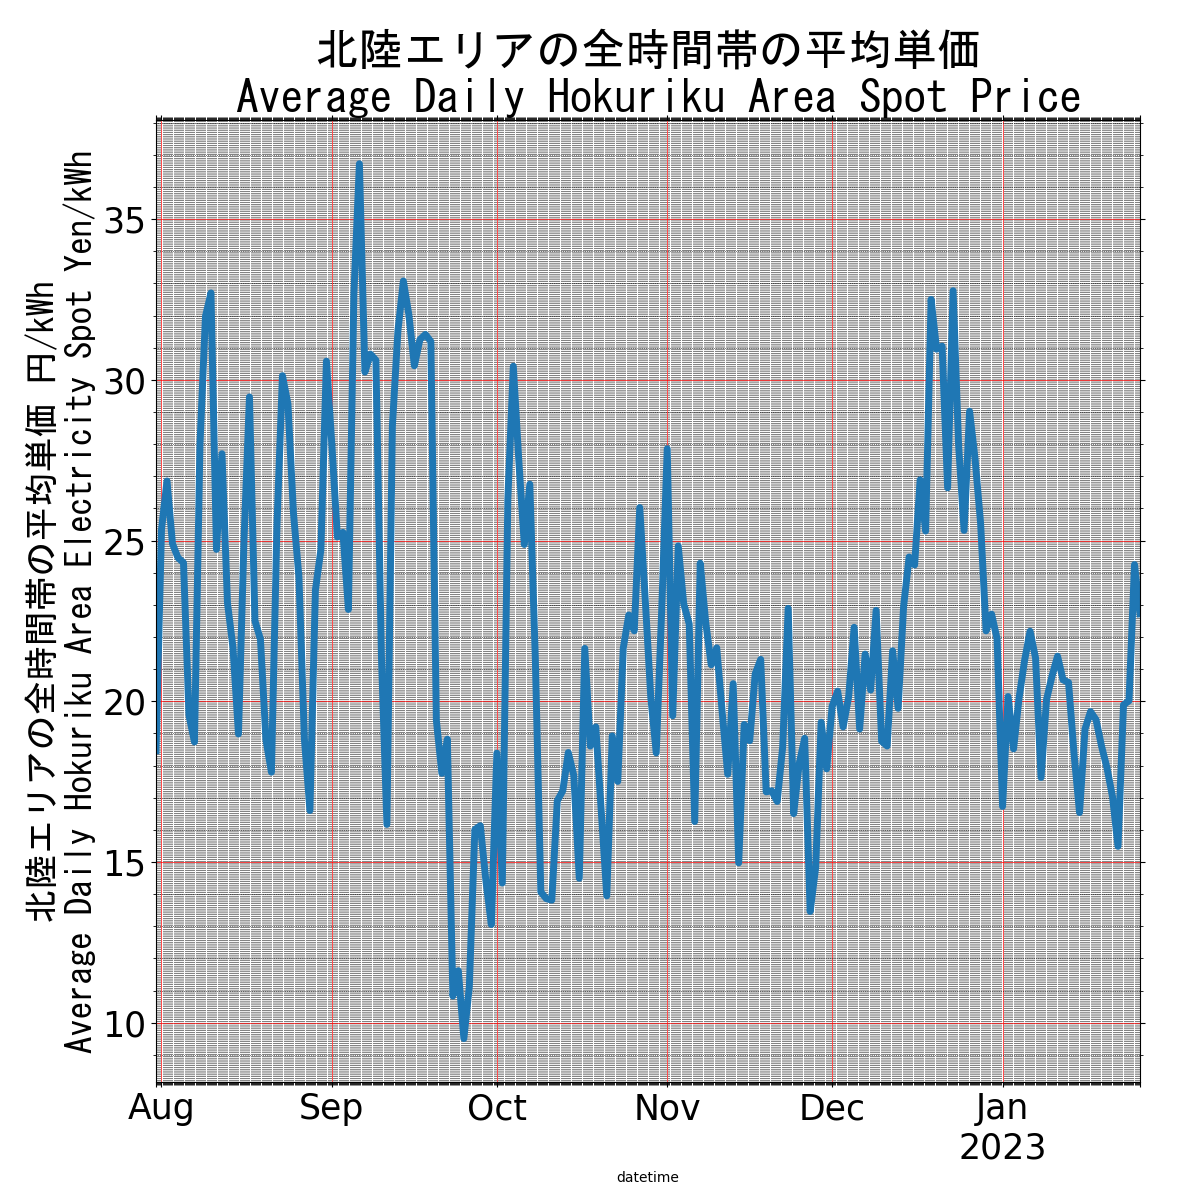 北陸エリアの全時間帯の平均単価
Average Daily Hokuriku Area Spot Price
北陸エリアの全時間帯の平均単価 円/kWh
Average Daily Hokuriku Area Electricity Spot Yen/kWh
35
30
25
20
15
10
Aug Sep Oct Nov Dec Jan
2023
datetime